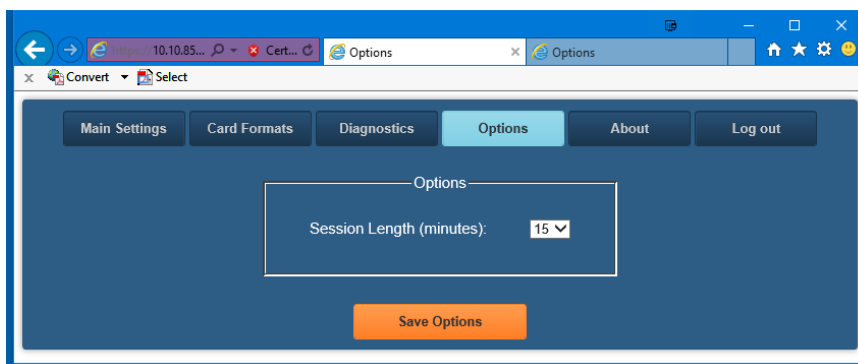 https://10.10.85... Cert... Options Options
Convert Select
Main Settings Card Formats Diagnostics Options About Log out
Options
Session Length (minutes): 15
Save Options